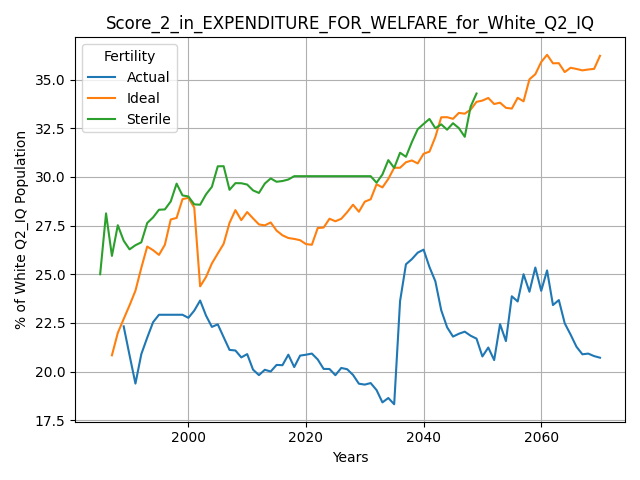 Score_2_in_EXPENDITURE_FOR_WELFARE_for_White_Q2_IQ
Fertility
Actual
Ideal
Sterile
% of White Q2_IQ Population
35.0
32.5
30.0
27.5
25.0
22.5
20.0
17.5
2000
2020
2040
2060
Years